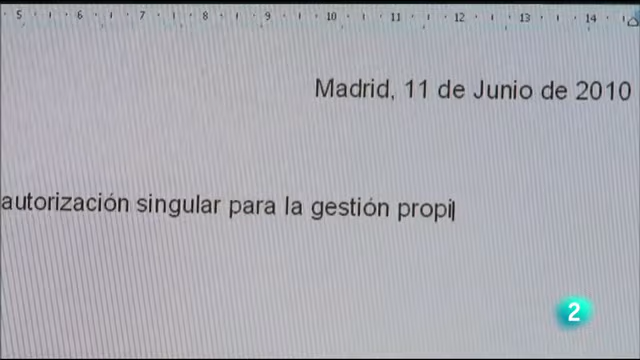 5 6 7 8 9 10 11 12 13 14
Madrid, 11 de Junio de 2010
autorización singular para la gestión propi
2